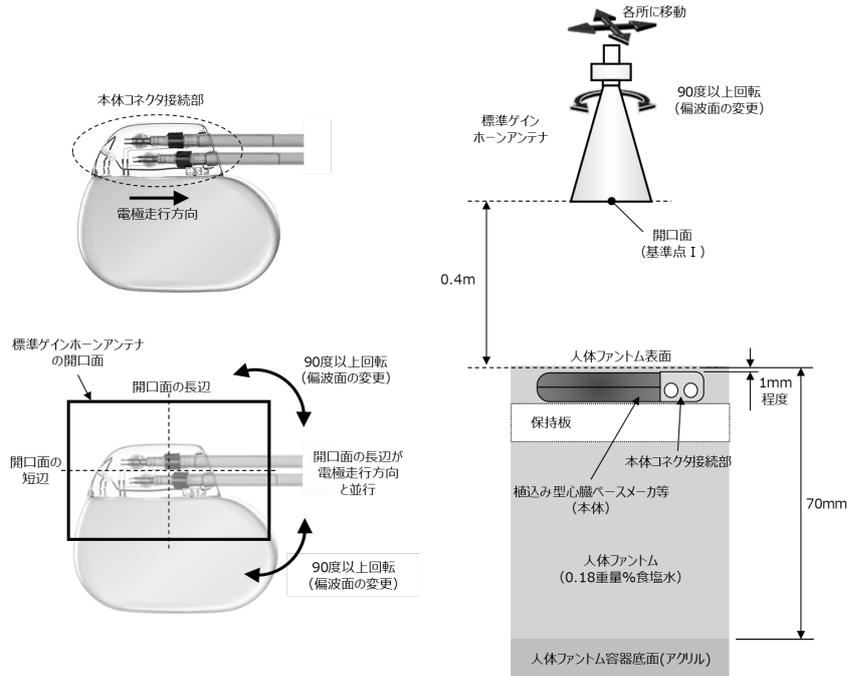 本体コネクタ接続部
電極走行方向
標準ゲインホーンアンテナ
の開口面
開口面の長辺
開口面の
短辺
90度以上回転
(偏波面の変更)
開口面の長辺が
電極走行方向
と並行
90度以上回転
(偏波面の変更)
各所に移動
90度以上回転
(偏波面の変更)
標準ゲイン
ホーンアンテナ
開口面
(基準点Ⅰ)
0.4m
人体ファントム表面
1mm
程度
保持板
本体コネクタ接続部
植込み型心臓ペースメーカ等
(本体)
70mm
人体ファントム
(0.18重量%食塩水)
人体ファントム容器底面(アクリル)